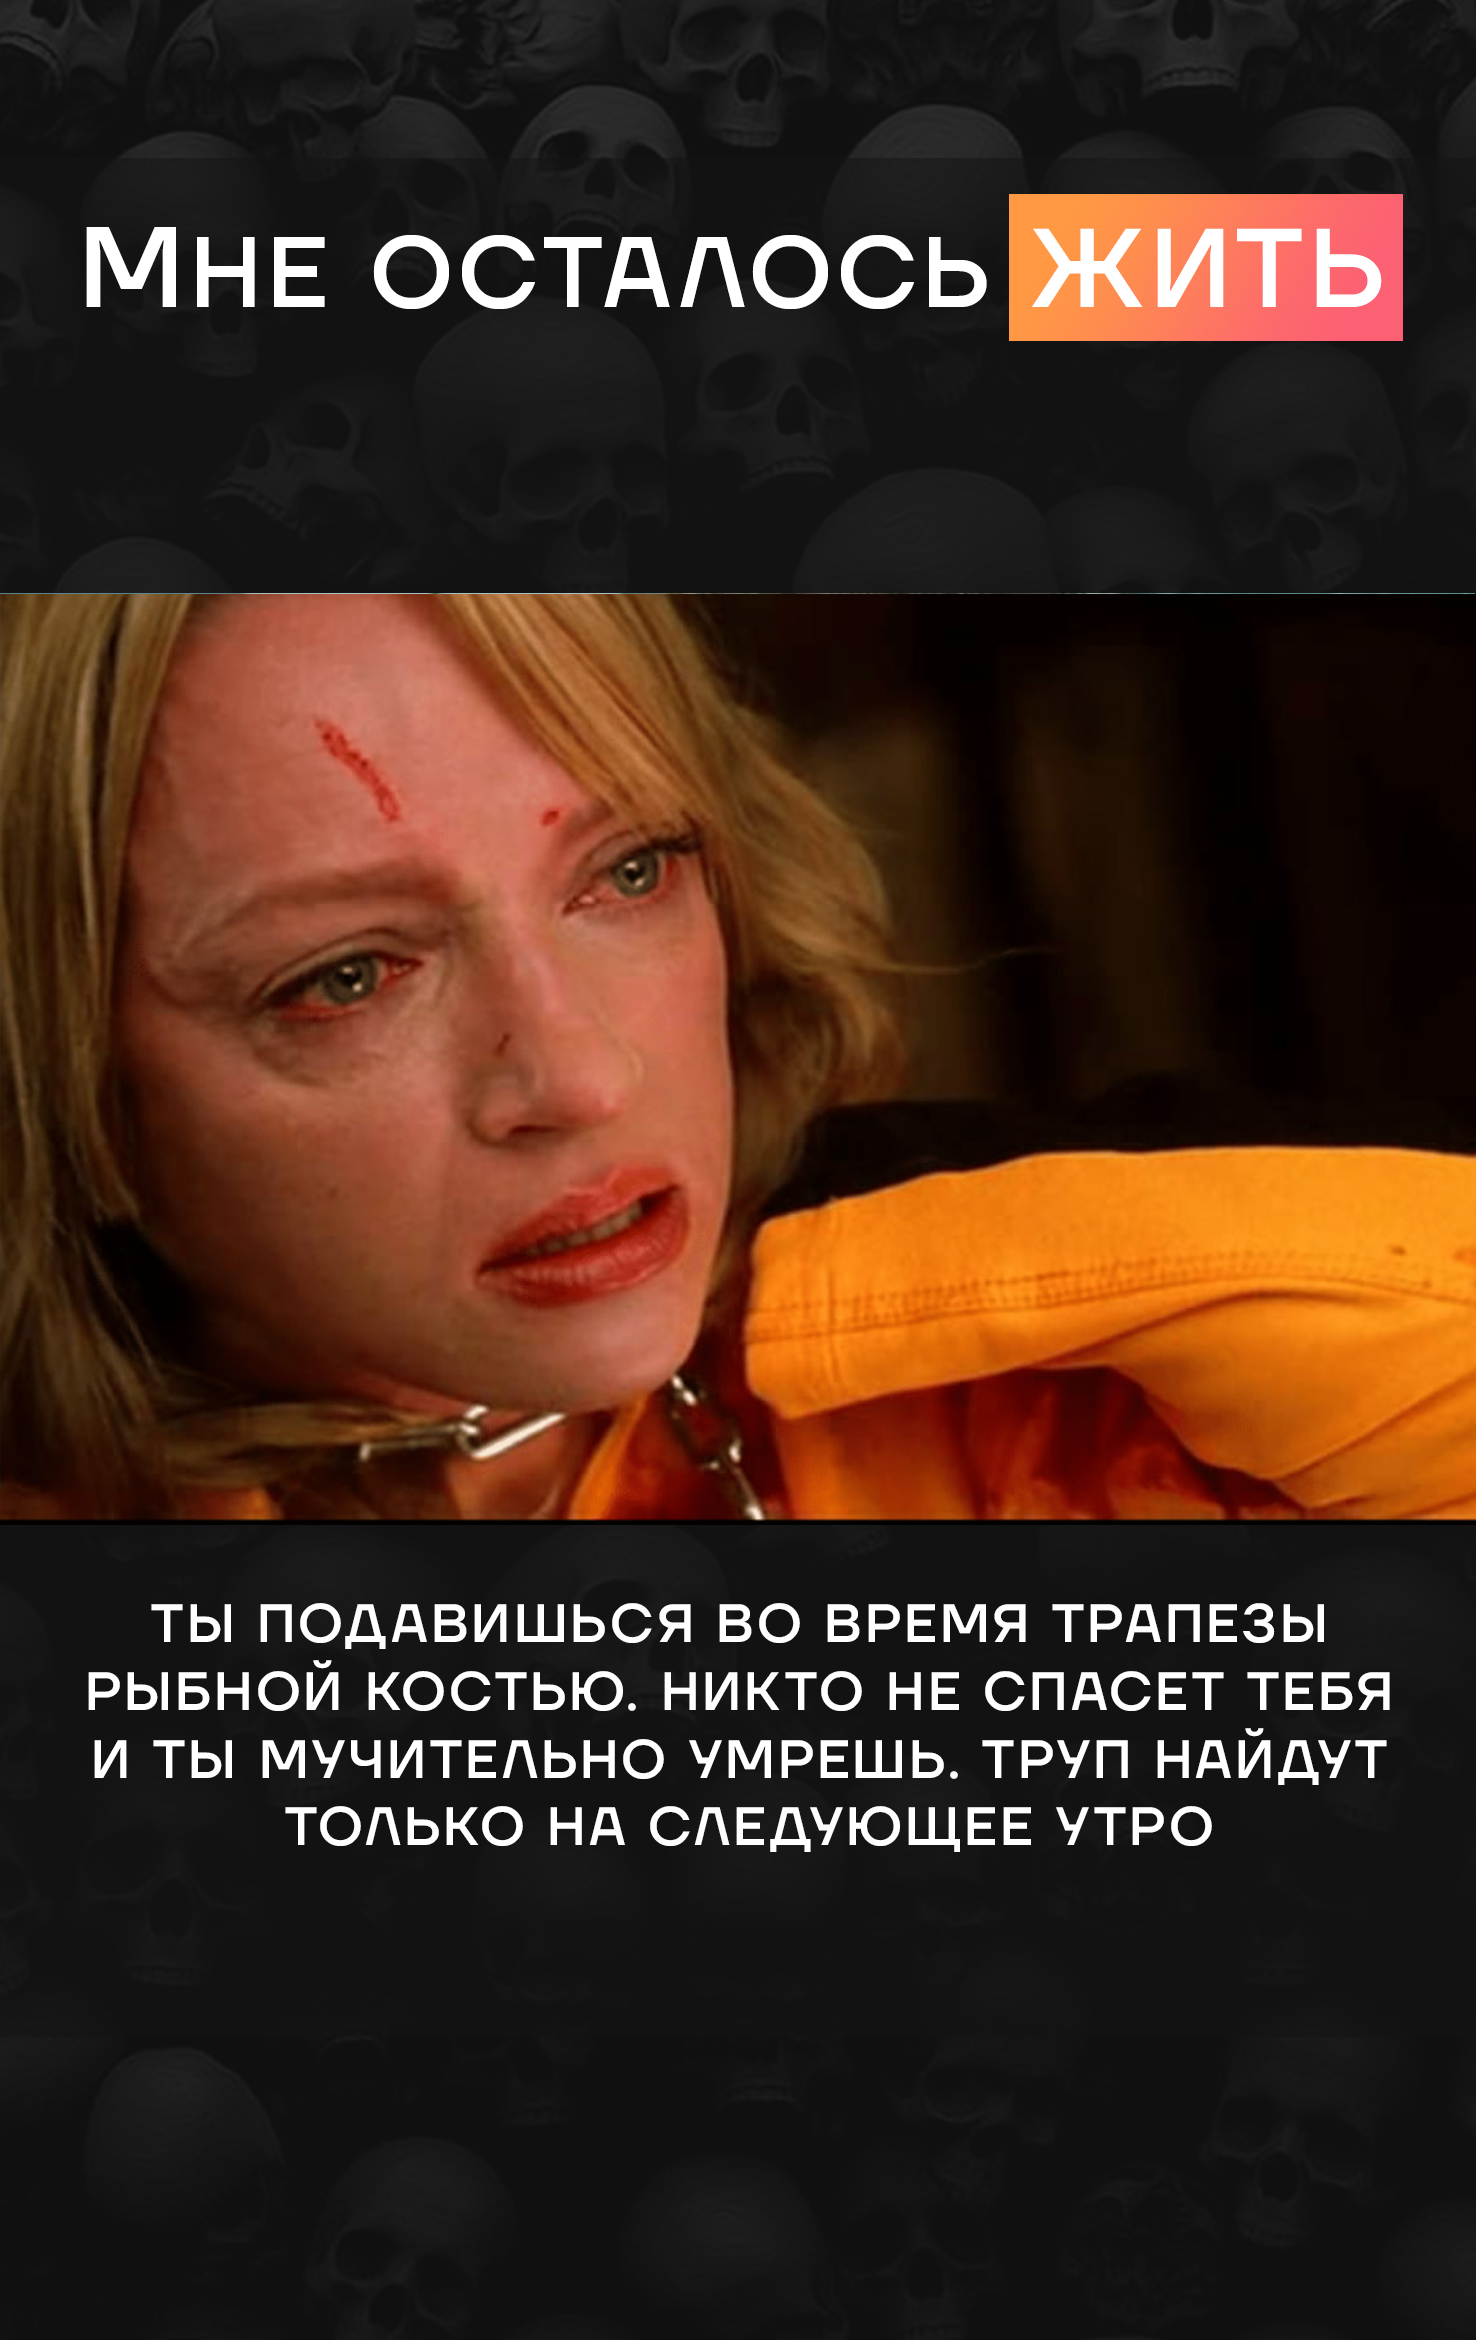 Мне осталось жить
ты подавишься во время трапезы
рыбной костью. никто не спасет тебя
и ты мучительно умрешь. труп найдут
только на следующее утро